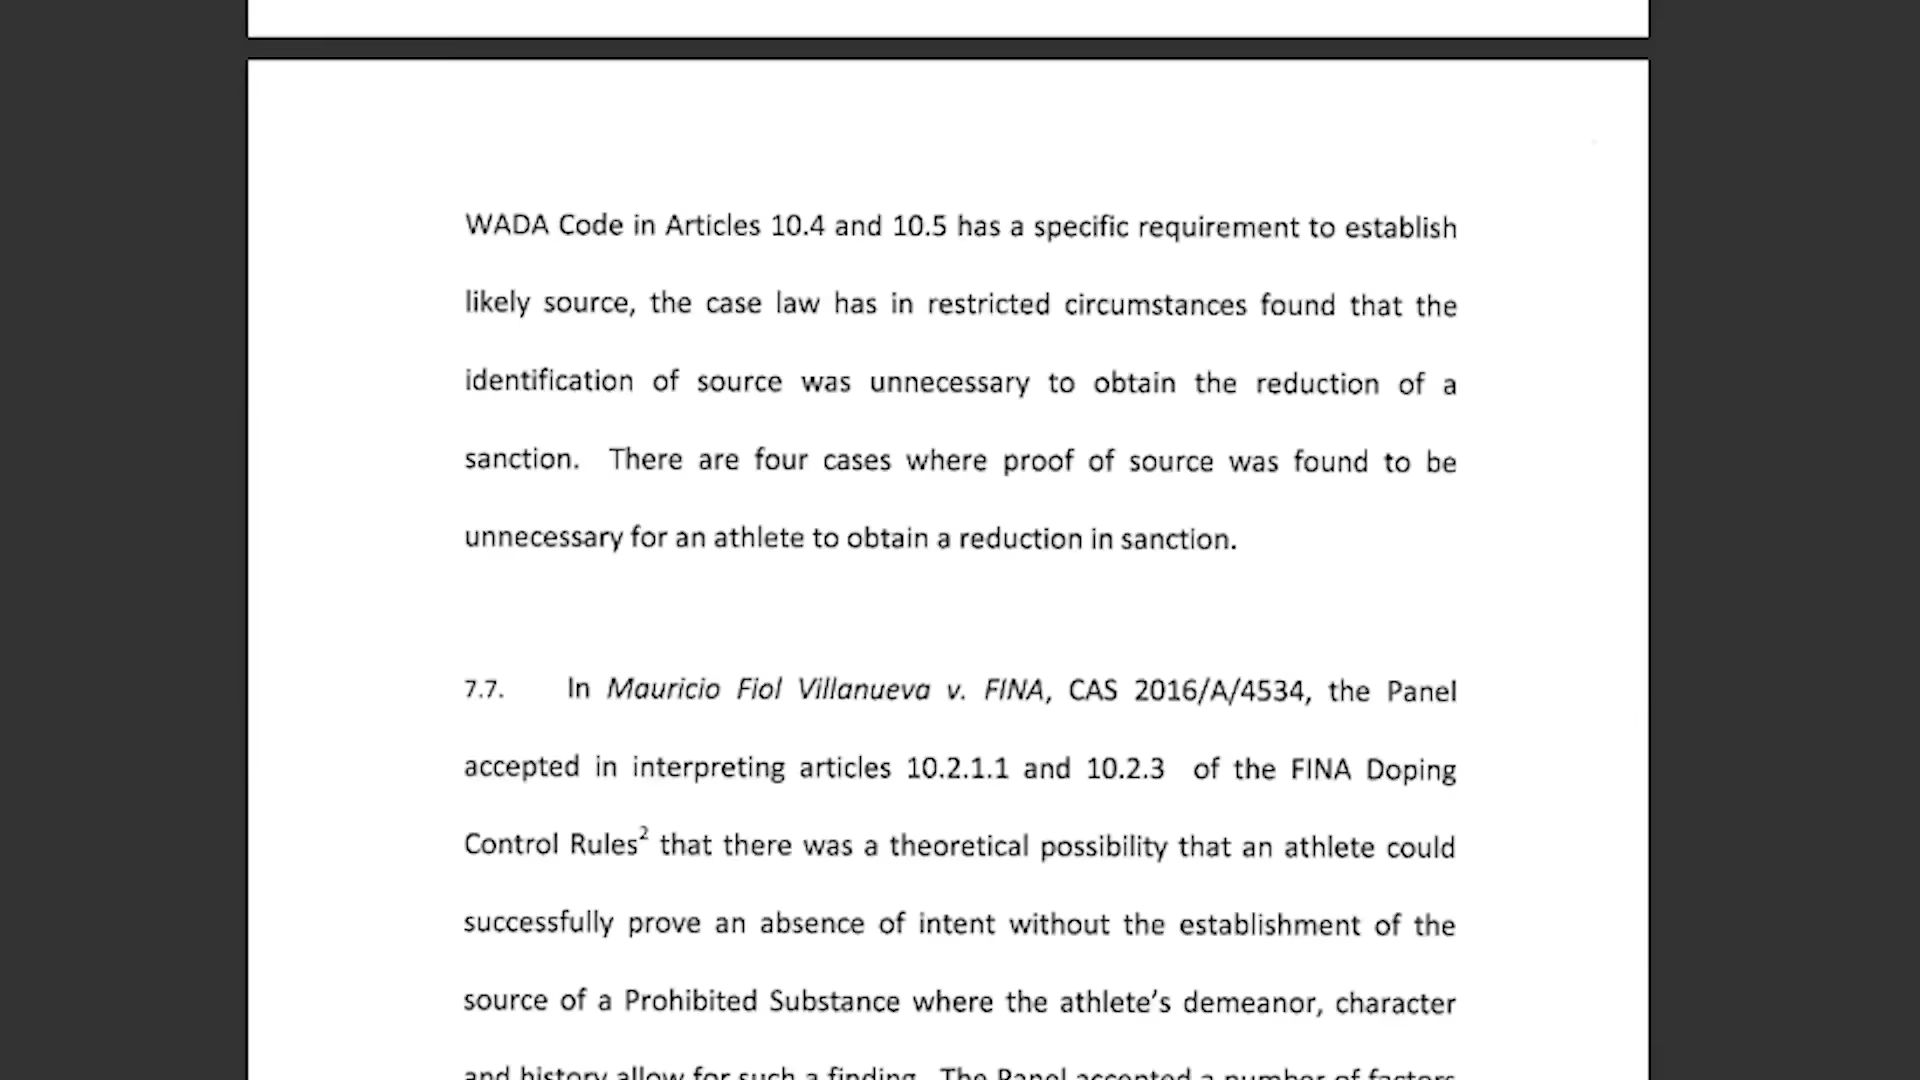 WADA Code in Articles 10.4 and 10.5 has a specific requirement to establish
likely source, the case law has in restricted circumstances found that the
identification of source was unnecessary to obtain the reduction of a
sanction. There are four cases where proof of source was found to be
unnecessary for an athlete to obtain a reduction in sanction.
7.7. In Mauricio Fiol Villanueva v. FINA, CAS 2016/A/4534, the Panel
accepted in interpreting articles 10.2.1.1 and 10.2.3 of the FINA Doping
Control Rules² that there was a theoretical possibility that an athlete could
successfully prove an absence of intent without the establishment of the
source of a Prohibited Substance where the athlete's demeanor, character
and history allow for such a finding. The Panel accepted a number of factors